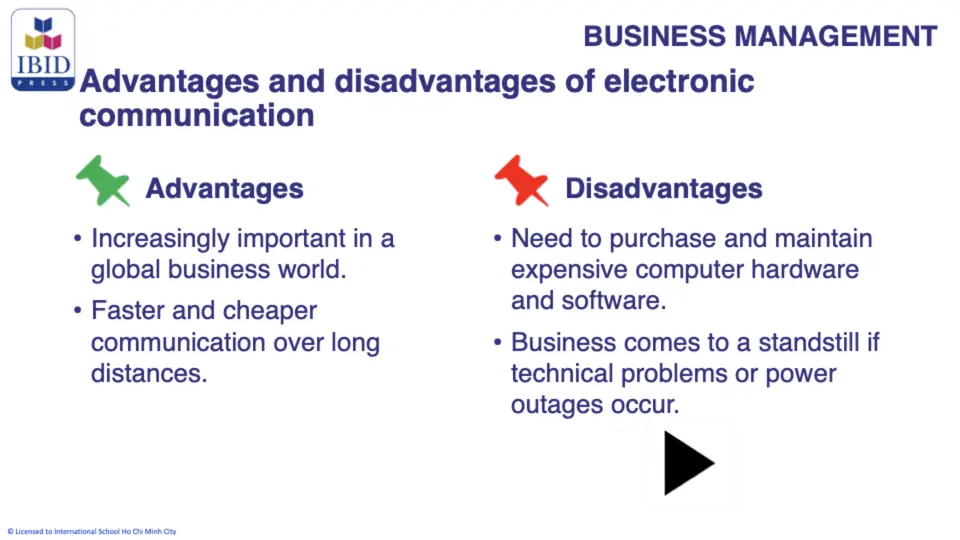 IBID
PRESS
BUSINESS MANAGEMENT
Advantages and disadvantages of electronic
communication
Advantages
• Increasingly important in a
global business world.
• Faster and cheaper
communication over long
distances.
Disadvantages
• Need to purchase and maintain
expensive computer hardware
and software.
• Business comes to a standstill if
technical problems or power
outages occur.
© Licensed to International School Ho Chi Minh City